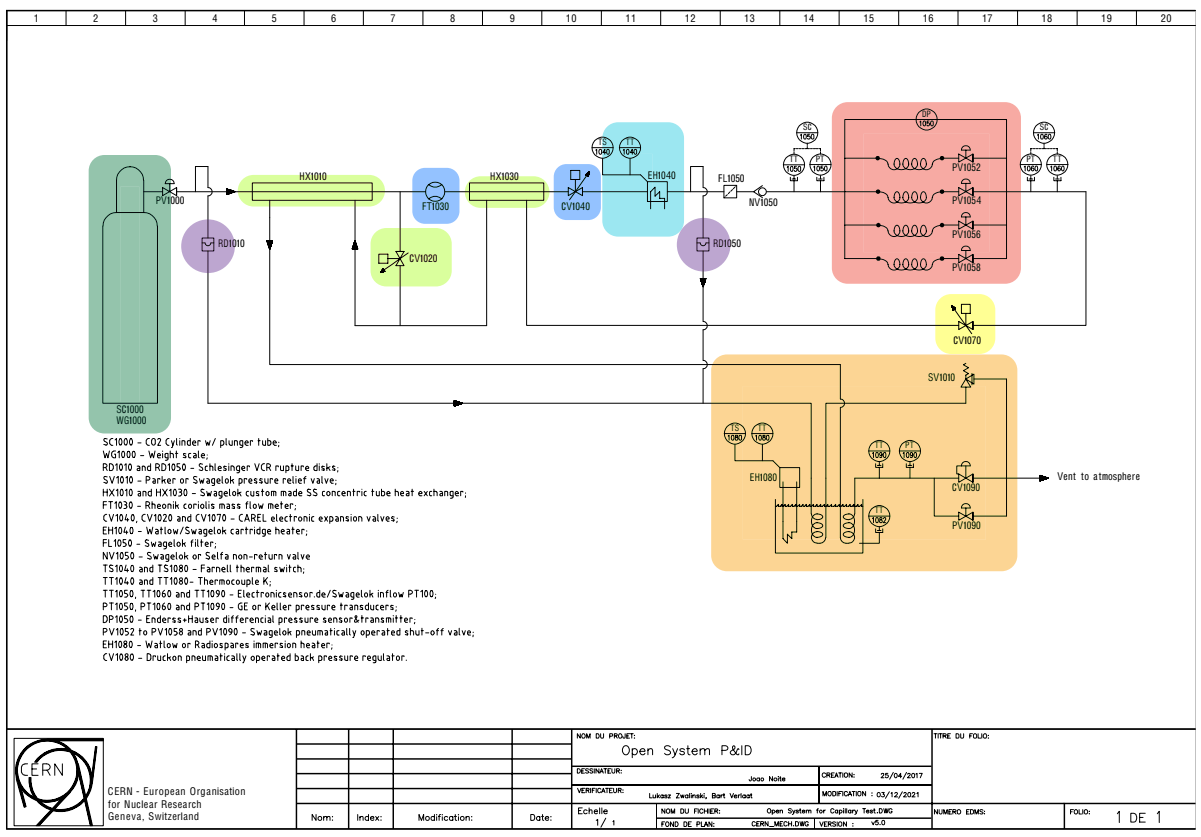 1 2 3 4 5 6 7 8 9 10 11 12 13 14 15 16 17 18 19 20
DP
1050
SC
1050
SC
1060
TS
1040
TT
1040
TT
1050
PT
1050
PT
1060
TT
1060
PV1052
PV1054
PV1056
PV1058
HX1010
HX1030
EH1040
FL1050
NV1050
PV1000
FT1030
CV1040
RD1010
CV1020
RD1050
CV1070
SV1010
SC1000
WG1000
TS
1080
TT
1080
TT
1090
PT
1090
EH1080
CV1090
Vent to atmosphere
TT
1082
PV1090
SC1000 - CO2 Cylinder w/ plunger tube;
WG1000 - Weight scale;
RD1010 and RD1050 - Schlesinger VCR rupture disks;
SV1010 - Parker or Swagelok pressure relief valve;
HX1010 and HX1030 - Swagelok custom made SS concentric tube heat exchanger;
FT1030 - Rheonik coriolis mass flow meter;
CV1040, CV1020 and CV1070 - CAREL electronic expansion valves;
EH1040 - Watlow/Swagelok cartridge heater;
FL1050 - Swagelok filter;
NV1050 - Swagelok or Selfa non-return valve
TS1040 and TS1080 - Farnell thermal switch;
TT1040 and TT1080- Thermocouple K;
TT1050, TT1060 and TT1090 - Electronicsensor.de/Swagelok inflow PT100;
PT1050, PT1060 and PT1090 - GE or Keller pressure transducers;
DP1050 - Enderss+Hauser differencial pressure sensor&transmitter;
PV1052 to PV1058 and PV1090 - Swagelok pneumatically operated shut-off valve;
EH1080 - Watlow or Radiospares immersion heater;
CV1080 - Druckon pneumatically operated back pressure regulator.
CERN
CERN - European Organisation
for Nuclear Research
Geneva, Switzerland
Nom: Index: Modification: Date:
NOM DU PROJET:
Open System P&ID
DESSINATEUR: Joao Noite
CREATION: 25/04/2017
VERIFICATEUR: Lukasz Zwalinski, Bart Verlaat
MODIFICATION : 03/12/2021
Echelle
1/ 1
NOM DU FICHIER: Open System for Capillary Test.DWG
FOND DE PLAN: CERN_MECH.DWG VERSION : v5.0
TITRE DU FOLIO:
NUMERO EDMS:
FOLIO: 1 DE 1